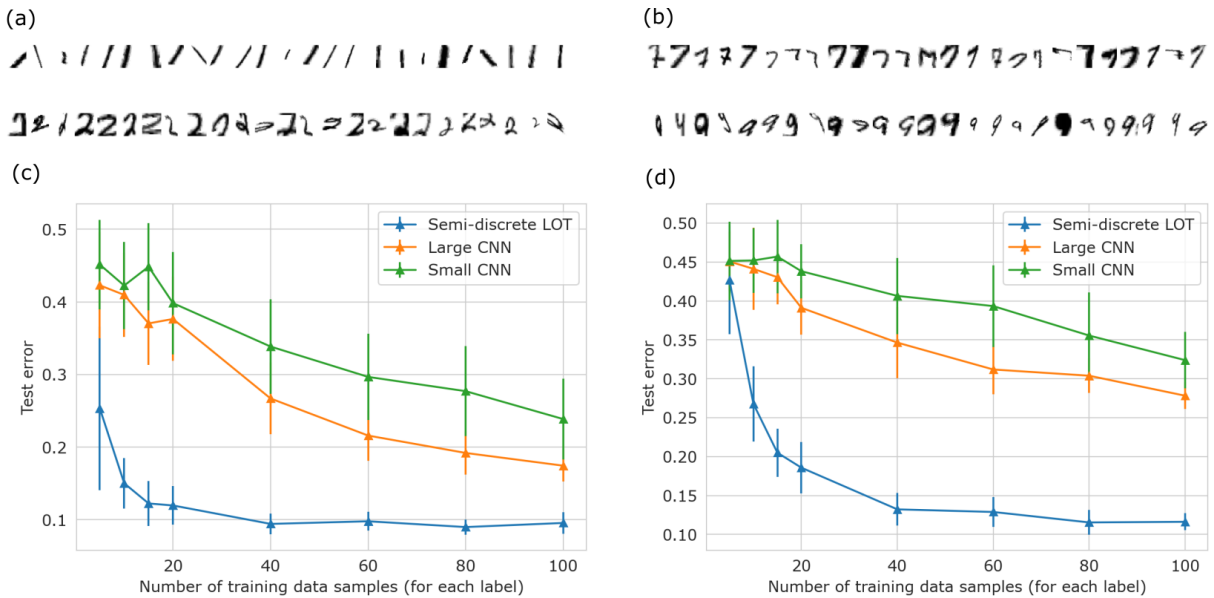 (a)
(b)
(c)
0.5
0.4
0.3
0.2
0.1
Test error
Semi-discrete LOT
Large CNN
Small CNN
20
40
60
80
100
Number of training data samples (for each label)
(d)
0.50
0.45
0.40
0.35
0.30
0.25
0.20
0.15
0.10
Test error
Semi-discrete LOT
Large CNN
Small CNN
20
40
60
80
100
Number of training data samples (for each label)